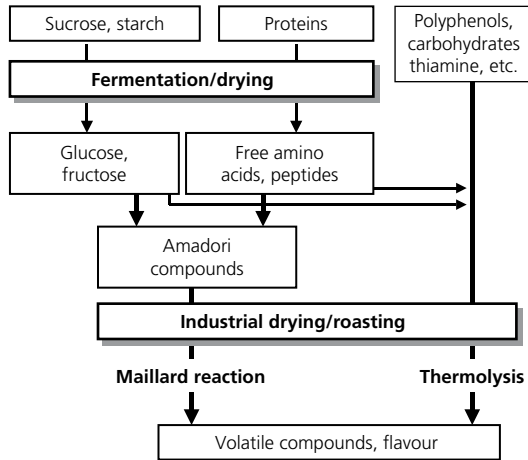 Sucrose, starch
Proteins
Polyphenols,
carbohydrates
thiamine, etc.
Fermentation/drying
Glucose,
fructose
Free amino
acids, peptides
Amadori
compounds
Industrial drying/roasting
Maillard reaction
Thermolysis
Volatile compounds, flavour